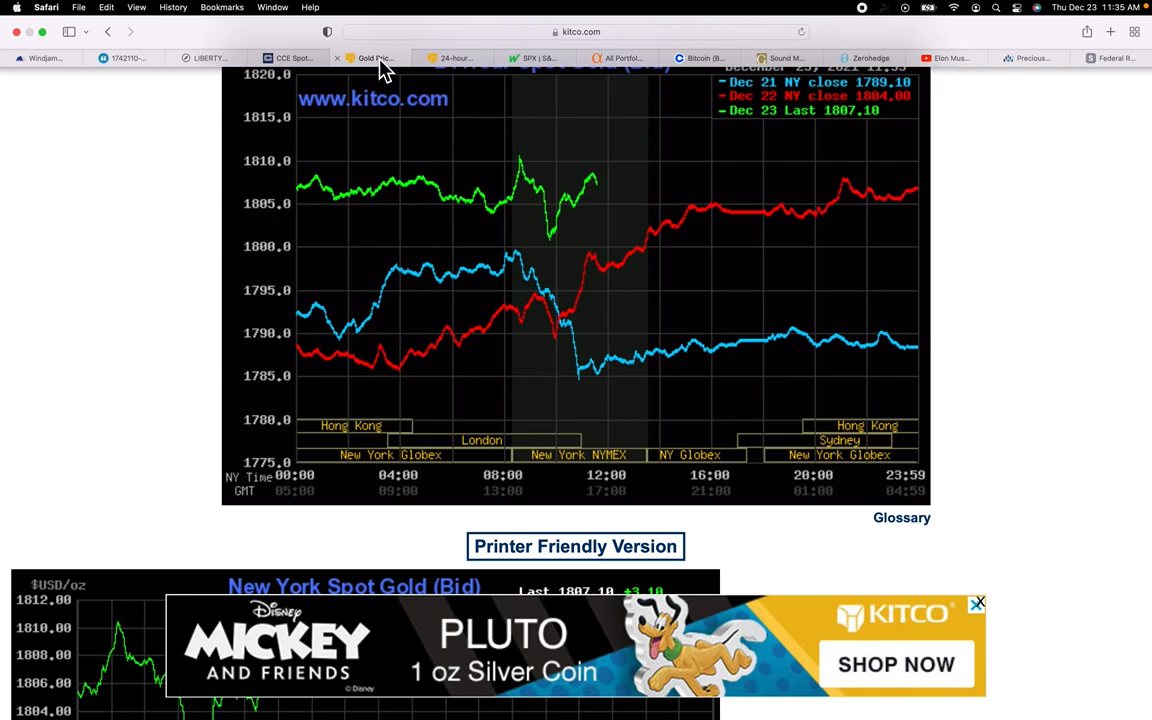 Safari File Edit View History Bookmarks Window Help Thu Dec 23 11:35 AM
kitco.com
Windjam... 1742110-... LIBERTY... CCE Spot... Gold Pric... 24-hour... SPX | S&... All Portfol... Bitcoin (B... Sound M... Zerohedge Elon Mus... Precious... Federal R...
www.kitco.com
Dec 21 NY close 1789.10
Dec 22 NY close 1804.00
Dec 23 Last 1807.10
1820.0
1815.0
1810.0
1805.0
1800.0
1795.0
1790.0
1785.0
1780.0
1775.0
Hong Kong Hong Kong
London Sydney
New York Globex New York NYMEX NY Globex New York Globex
NY Time 00:00 04:00 08:00 12:00 16:00 20:00 23:59
GMT 05:00 09:00 13:00 17:00 21:00 01:00 04:59
Glossary
Printer Friendly Version
$USD/oz New York Spot Gold (Bid) Last 1807.10 +3.10
1812.00
1810.00
1808.00
1806.00
1804.00
Disney
MICKEY
AND FRIENDS
© Disney
PLUTO
1 oz Silver Coin
KITCO
SHOP NOW
X